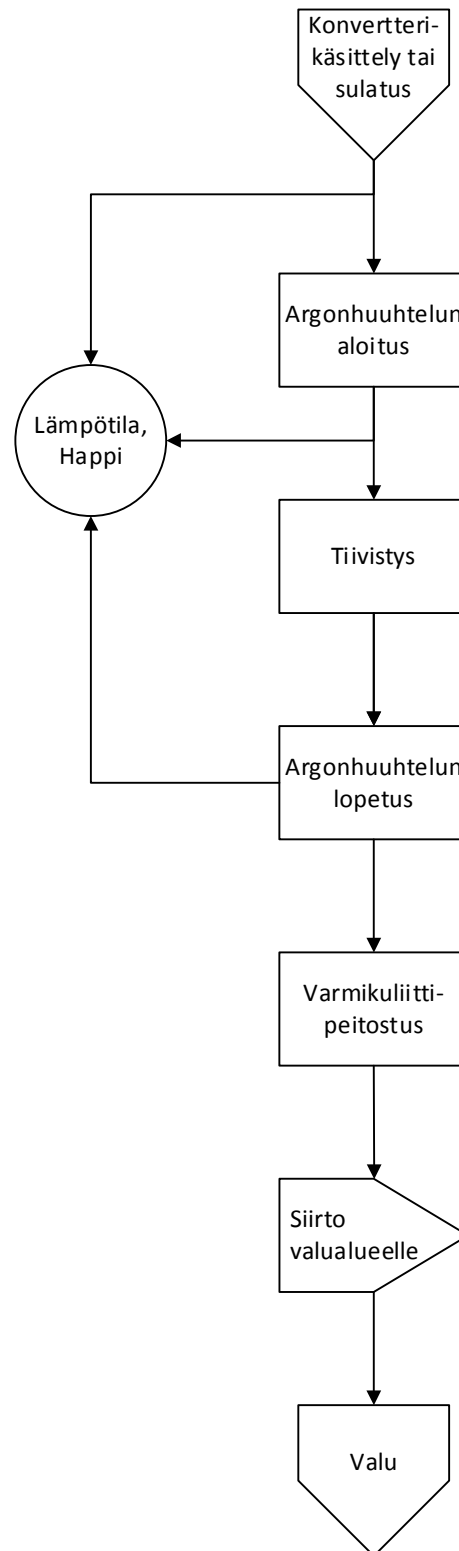 Konvertteri-
käsittely tai
sulatus
Argonhuuhtelun
aloitus
Lämpötila,
Happi
Tiivistys
Argonhuuhtelun
lopetus
Varmikuliitti-
peitostus
Siirto
valualueelle
Valu